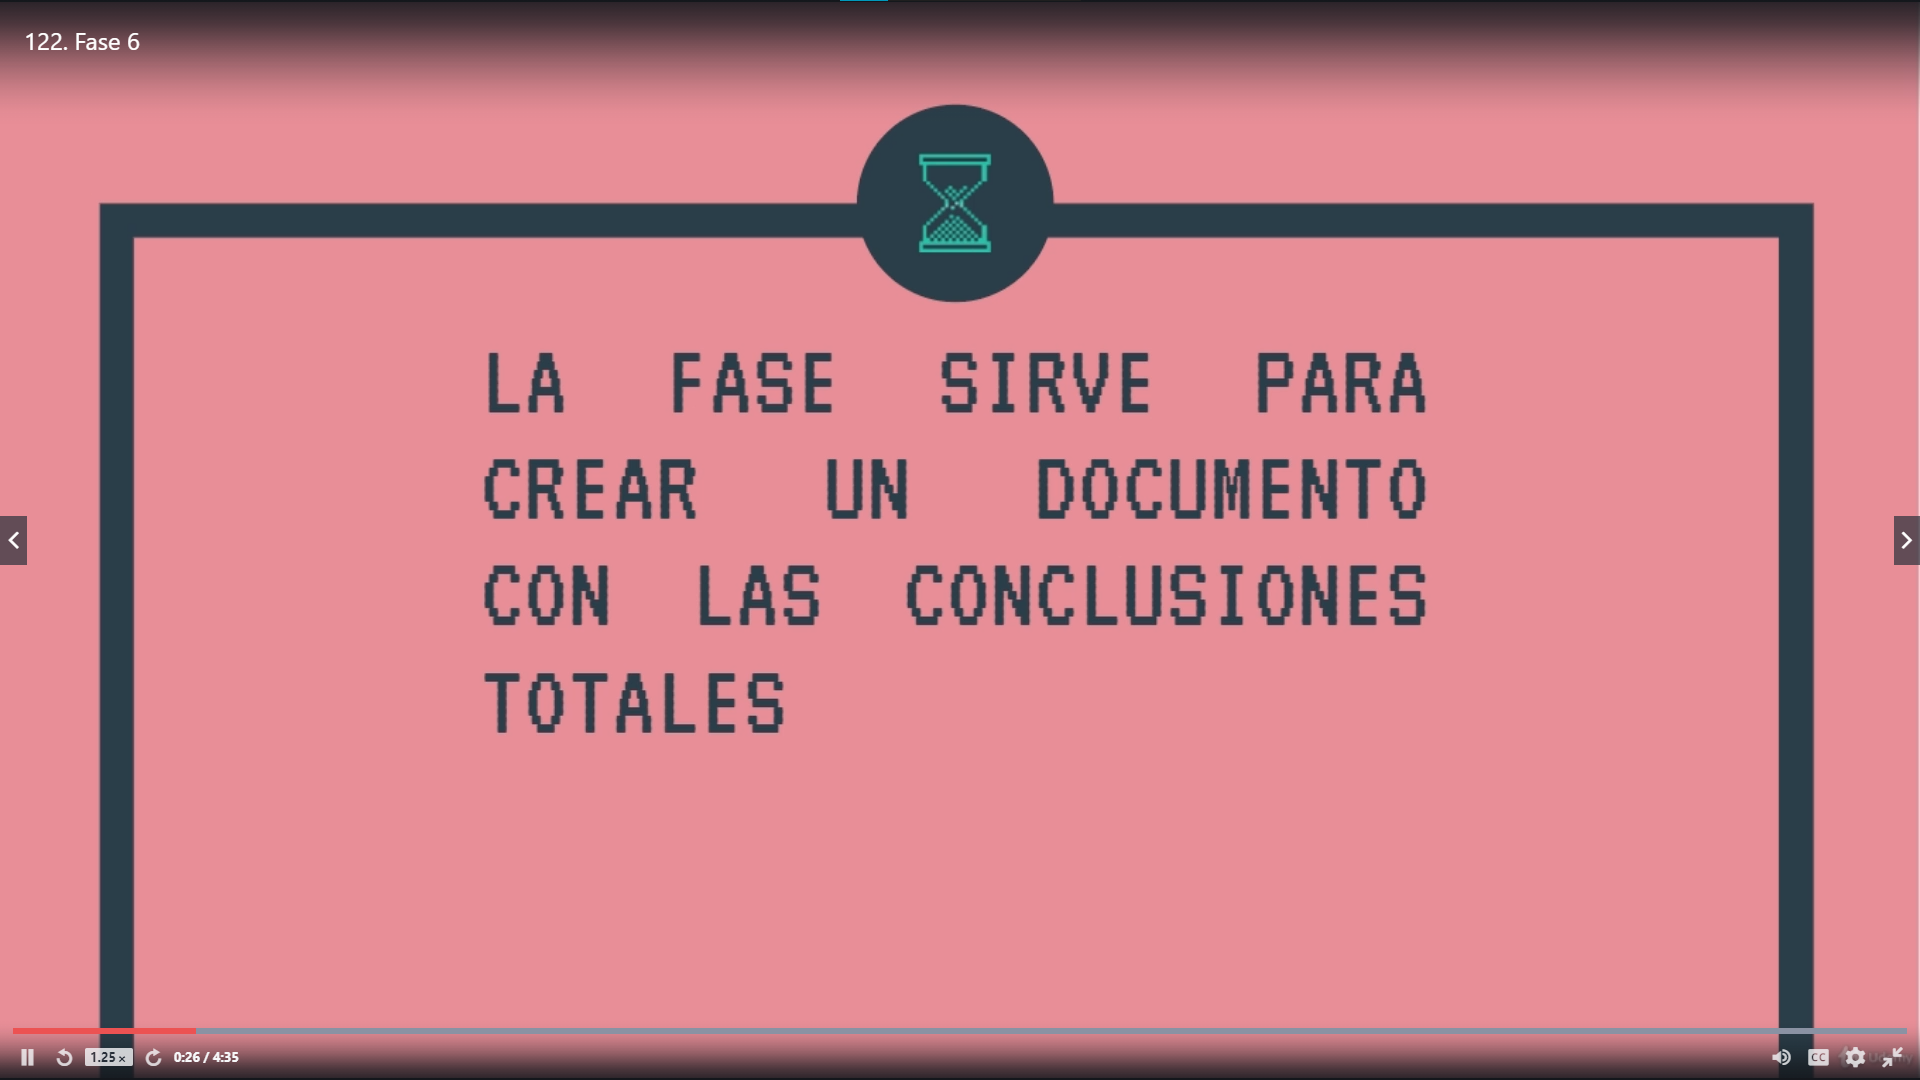 122. Fase 6
LA FASE SIRVE PARA
CREAR UN DOCUMENTO
CON LAS CONCLUSIONES
TOTALES
1.25 x
0:26 / 4:35
CC